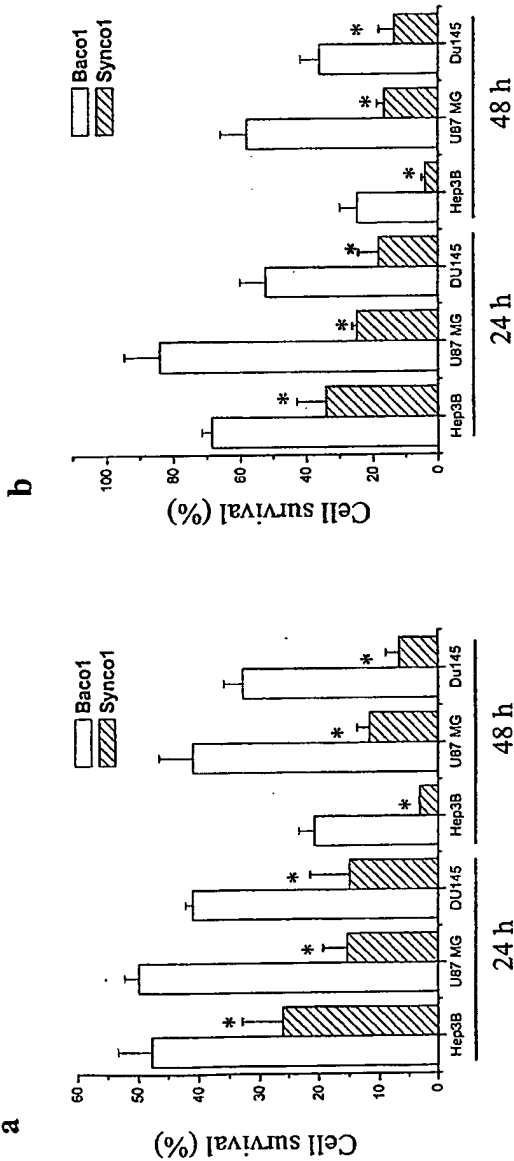 a
Baco1
Synco1
Cell survival (%)
60
50
40
30
20
10
0
Hep3B
U87 MG
DU145
Hep3B
U87 MG
Du145
24 h
48 h
b
Baco1
Synco1
Cell survival (%)
100
80
60
40
20
0
Hep3B
U87 MG
DU145
Hep3B
U87 MG
Du145
24 h
48 h